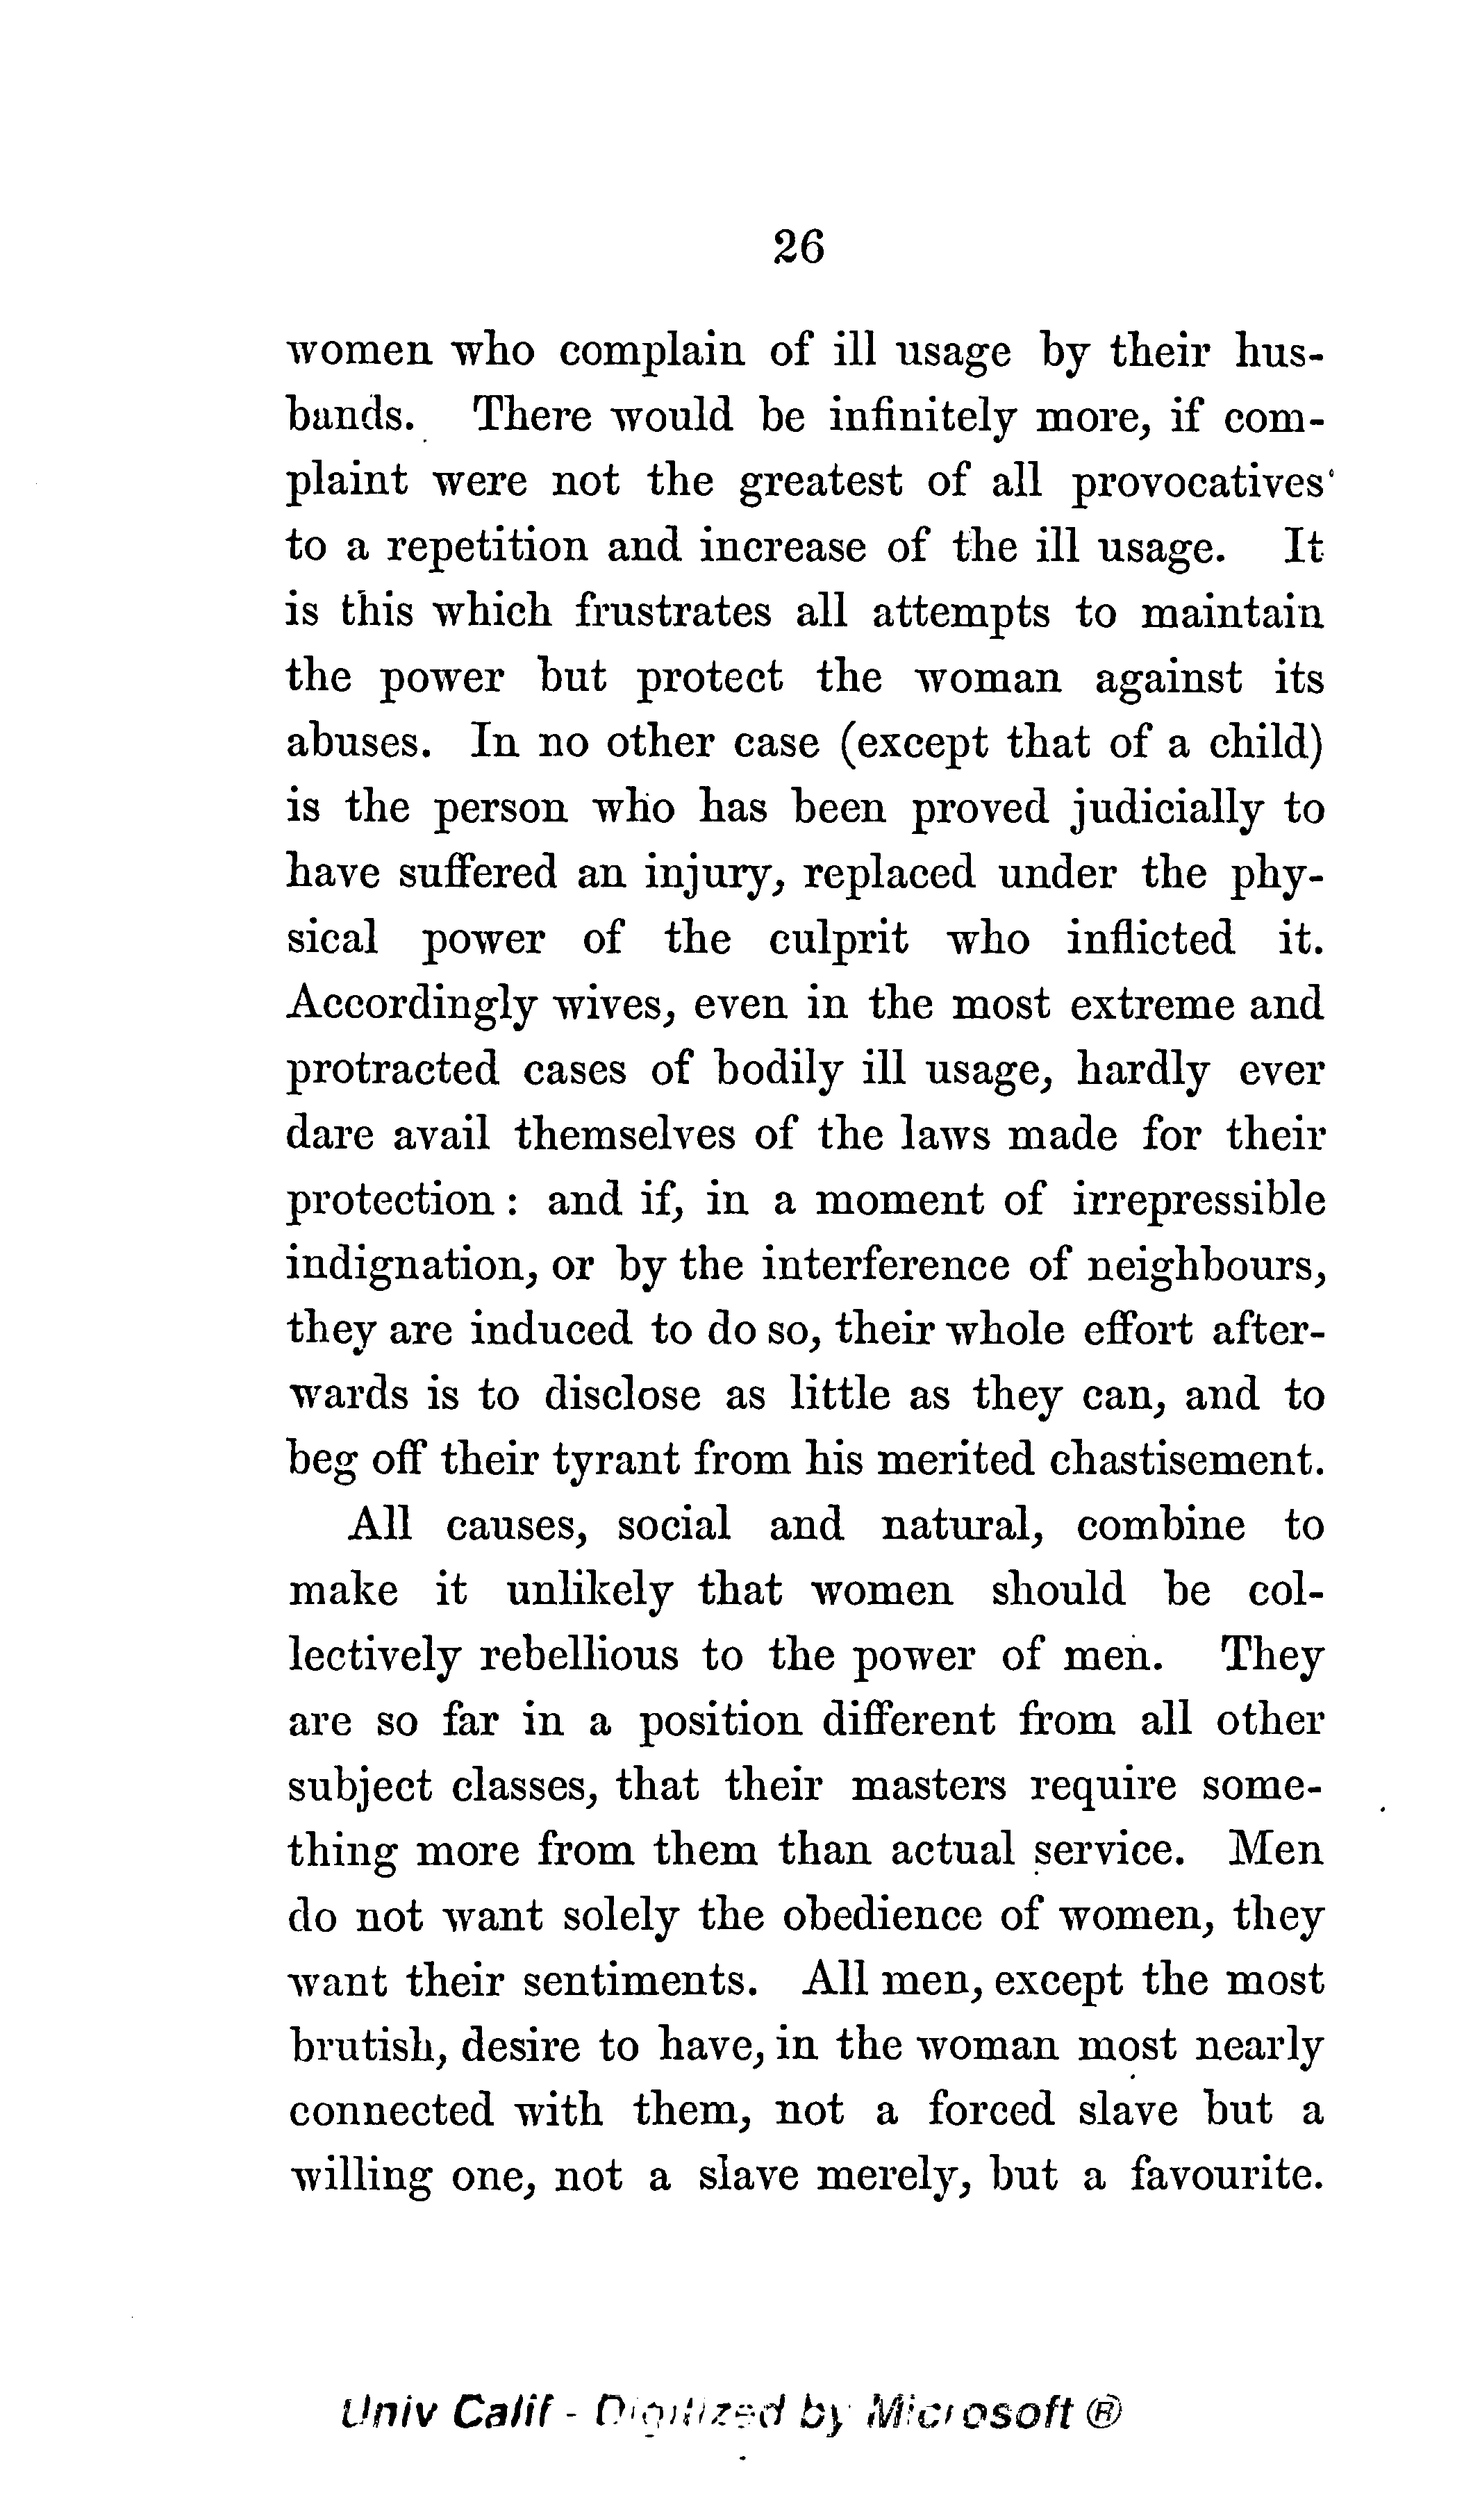 26
women who complain of ill usage by their hus-
bands. There would be infinitely more, if com-
plaint were not the greatest of all provocatives
to a repetition and increase of the ill usage. It
is this which frustrates all attempts to maintain
the power but protect the woman against its
abuses. In no other case (except that of a child)
is the person who has been proved judicially to
have suffered an injury, replaced under the phy-
sical power of the culprit who inflicted it.
Accordingly wives, even in the most extreme and
protracted cases of bodily ill usage, hardly ever
dare avail themselves of the laws made for their
protection : and if, in a moment of irrepressible
indignation, or by the interference of neighbours,
they are induced to do so, their whole effort after-
wards is to disclose as little as they can, and to
beg off their tyrant from his merited chastisement.
All causes, social and natural, combine to
make it unlikely that women should be col-
lectively rebellious to the power of men. They
are so far in a position different from all other
subject classes, that their masters require some-
thing more from them than actual service. Men
do not want solely the obedience of women, they
want their sentiments. All men, except the most
brutish, desire to have, in the woman most nearly
connected with them, not a forced slave but a
willing one, not a slave merely, but a favourite.
Univ Calif - Digitized by Microsoft ®